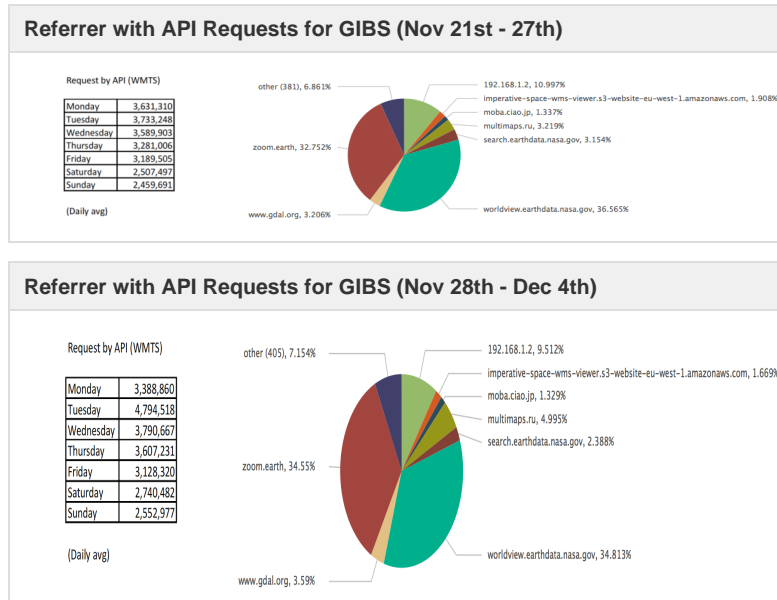 Referrer with API Requests for GIBS (Nov 21st - 27th)
Request by API (WMTS)
Monday 3,631,310
Tuesday 3,733,248
Wednesday 3,589,903
Thursday 3,281,006
Friday 3,189,505
Saturday 2,507,497
Sunday 2,459,691
(Daily avg)
other (381), 6.861%
zoom.earth, 32.752%
www.gdal.org, 3.206%
192.168.1.2, 10.997%
imperative-space-wms-viewer.s3-website-eu-west-1.amazonaws.com, 1.908%
moba.ciao.jp, 1.337%
multimaps.ru, 3.219%
search.earthdata.nasa.gov, 3.154%
worldview.earthdata.nasa.gov, 36.565%
Referrer with API Requests for GIBS (Nov 28th - Dec 4th)
Request by API (WMTS)
Monday 3,388,860
Tuesday 4,794,518
Wednesday 3,790,667
Thursday 3,607,231
Friday 3,128,320
Saturday 2,740,482
Sunday 2,552,977
(Daily avg)
other (405), 7.154%
zoom.earth, 34.55%
www.gdal.org, 3.59%
192.168.1.2, 9.512%
imperative-space-wms-viewer.s3-website-eu-west-1.amazonaws.com, 1.669%
moba.ciao.jp, 1.329%
multimaps.ru, 4.995%
search.earthdata.nasa.gov, 2.388%
worldview.earthdata.nasa.gov, 34.813%